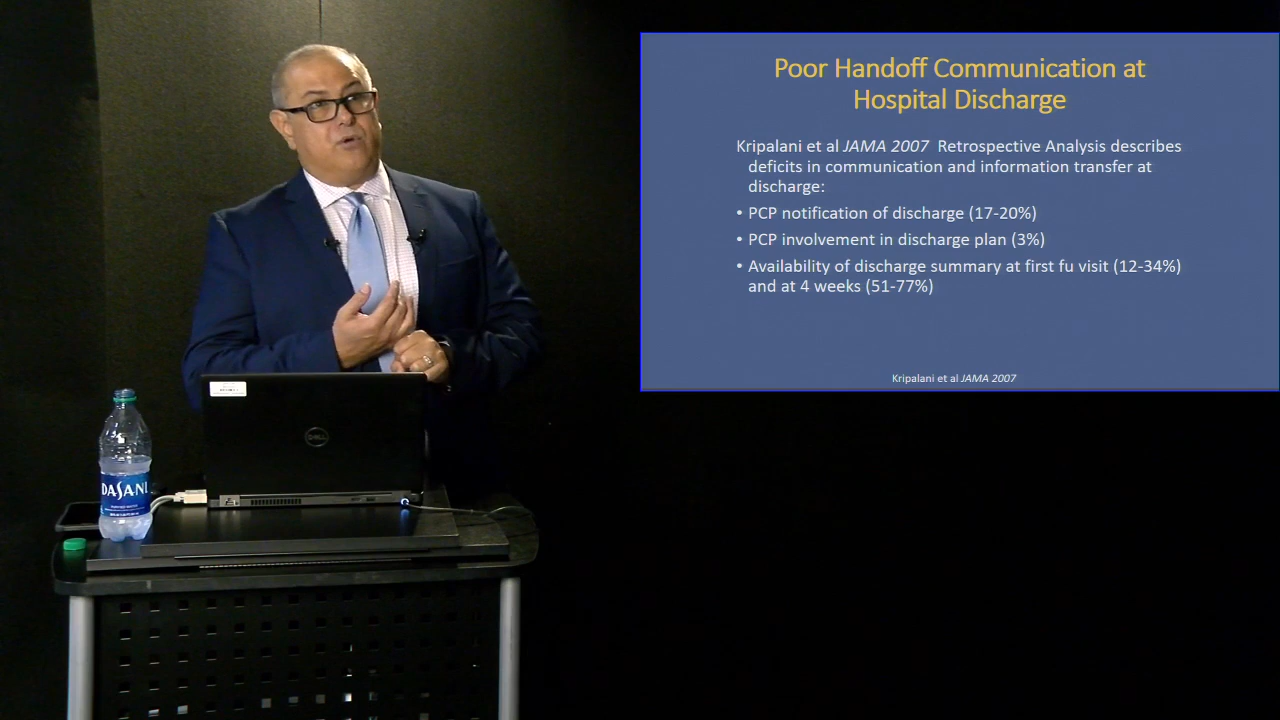 Poor Handoff Communication at
Hospital Discharge
Kripalani et al JAMA 2007 Retrospective Analysis describes
deficits in communication and information transfer at
discharge:
• PCP notification of discharge (17-20%)
• PCP involvement in discharge plan (3%)
• Availability of discharge summary at first fu visit (12-34%)
and at 4 weeks (51-77%)
Kripalani et al JAMA 2007
DELL
DASANI